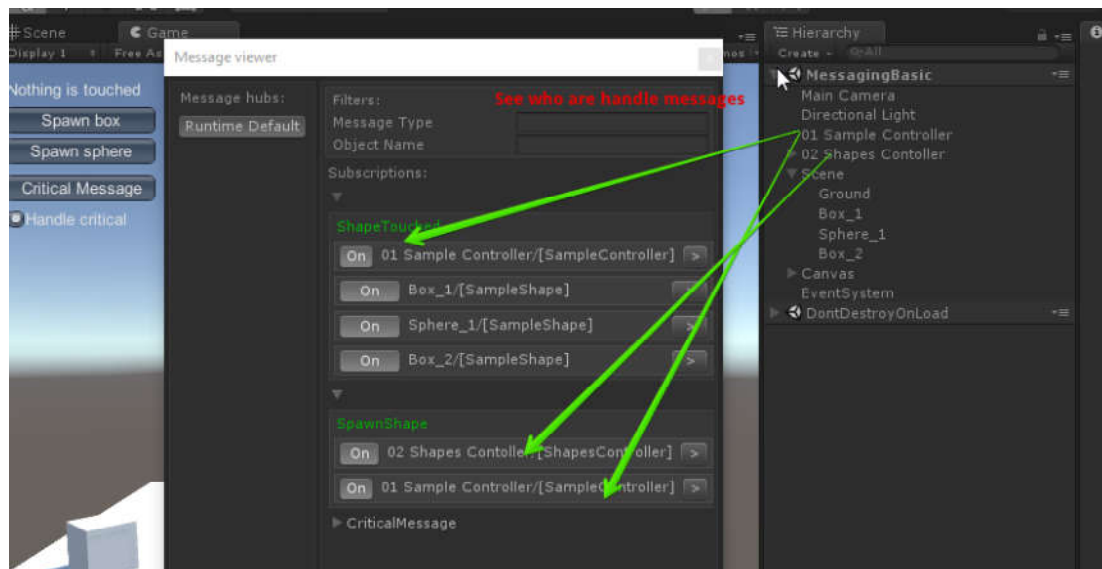 Scene
Game
Display 1
Free As
Nothing is touched
Spawn box
Spawn sphere
Critical Message
Handle critical
Message viewer
Message hubs:
Runtime Default
Filters:
See who are handle messages
Message Type
Object Name
Subscriptions:
ShapeTouched
On 01 Sample Controller/[SampleController] >
On Box_1/[SampleShape] >
On Sphere_1/[SampleShape] >
On Box_2/[SampleShape] >
SpawnShape
On 02 Shapes Contoller/[ShapesController] >
On 01 Sample Controller/[SampleController] >
CriticalMessage
Hierarchy
Create
All
MessagingBasic
Main Camera
Directional Light
01 Sample Controller
02 Shapes Contoller
Scene
Ground
Box_1
Sphere_1
Box_2
Canvas
EventSystem
DontDestroyOnLoad